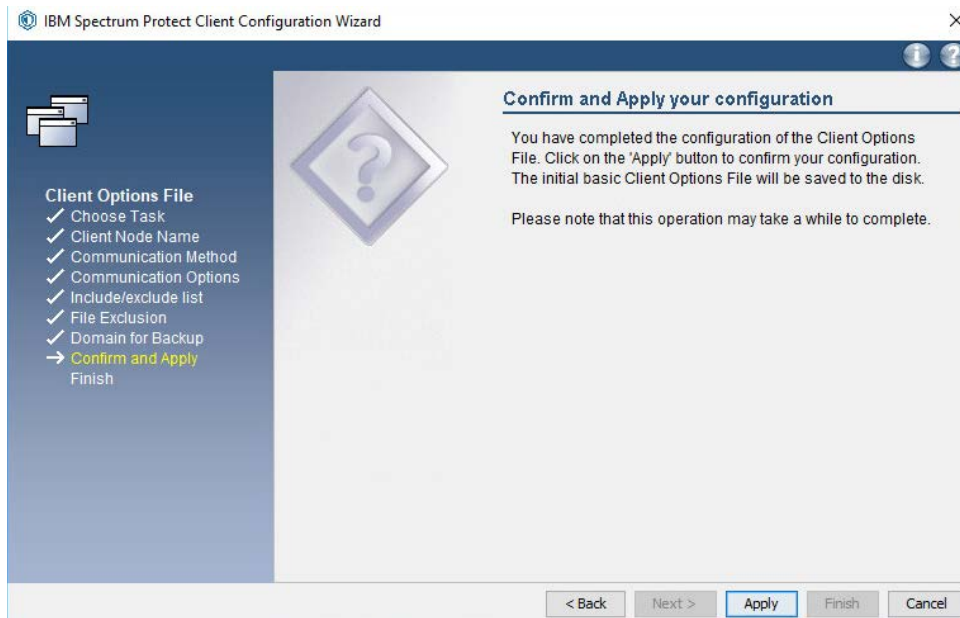 IBM Spectrum Protect Client Configuration Wizard
Client Options File
Choose Task
Client Node Name
Communication Method
Communication Options
Include/exclude list
File Exclusion
Domain for Backup
Confirm and Apply
Finish
Confirm and Apply your configuration
You have completed the configuration of the Client Options
File. Click on the 'Apply' button to confirm your configuration.
The initial basic Client Options File will be saved to the disk.
Please note that this operation may take a while to complete.
< Back
Next >
Apply
Finish
Cancel